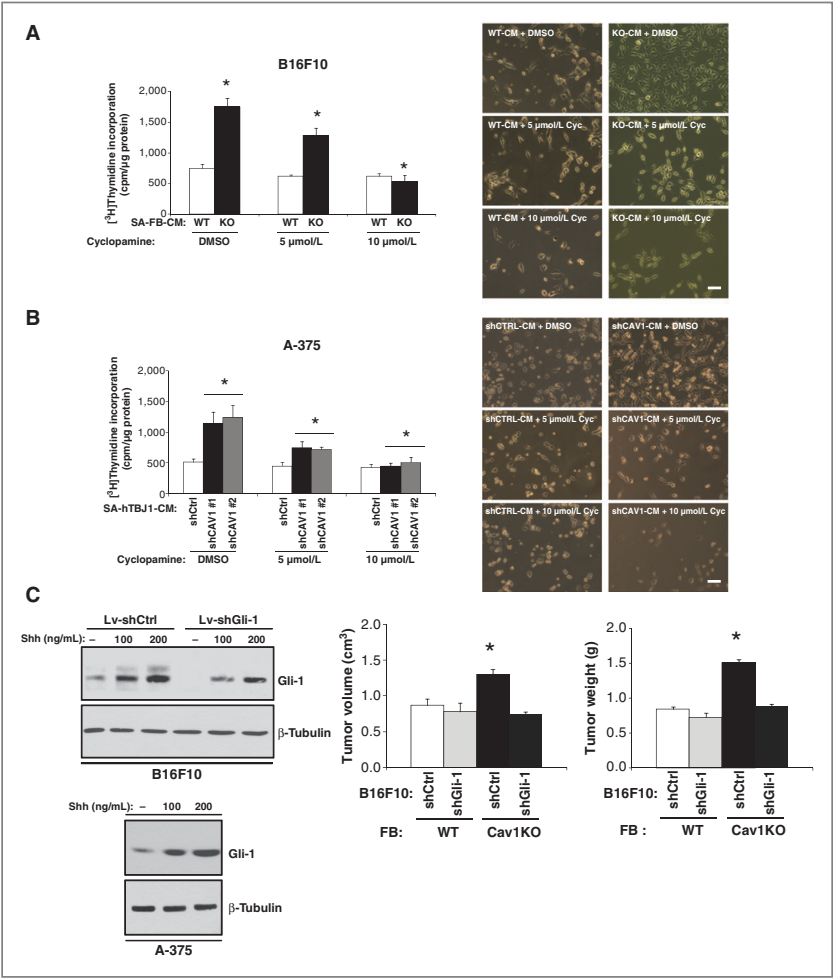 A
B16F10
[³H]Thymidine incorporation
(cpm/µg protein)
2,000
1,500
1,000
500
0
*
*
*
SA-FB-CM:
WT KO
WT KO
WT KO
Cyclopamine:
DMSO
5 µmol/L
10 µmol/L
WT-CM + DMSO
KO-CM + DMSO
WT-CM + 5 µmol/L Cyc
KO-CM + 5 µmol/L Cyc
WT-CM + 10 µmol/L Cyc
KO-CM + 10 µmol/L Cyc
B
A-375
[³H]Thymidine incorporation
(cpm/µg protein)
2,000
1,500
1,000
500
0
*
*
*
SA-hTBJ1-CM:
shCtrl
shCAV1 #1
shCAV1 #2
shCtrl
shCAV1 #1
shCAV1 #2
shCtrl
shCAV1 #1
shCAV1 #2
Cyclopamine:
DMSO
5 µmol/L
10 µmol/L
shCTRL-CM + DMSO
shCAV1-CM + DMSO
shCTRL-CM + 5 µmol/L Cyc
shCAV1-CM + 5 µmol/L Cyc
shCTRL-CM + 10 µmol/L Cyc
shCAV1-CM + 10 µmol/L Cyc
C
Lv-shCtrl
Lv-shGli-1
Shh (ng/mL):
– 100 200
– 100 200
Gli-1
β-Tubulin
B16F10
Shh (ng/mL):
– 100 200
Gli-1
β-Tubulin
A-375
Tumor volume (cm³)
2.0
1.5
1.0
0.5
0.0
*
B16F10:
shCtrl
shGli-1
shCtrl
shGli-1
FB:
WT
Cav1KO
Tumor weight (g)
2.0
1.5
1.0
0.5
0.0
*
B16F10:
shCtrl
shGli-1
shCtrl
shGli-1
FB :
WT
Cav1KO